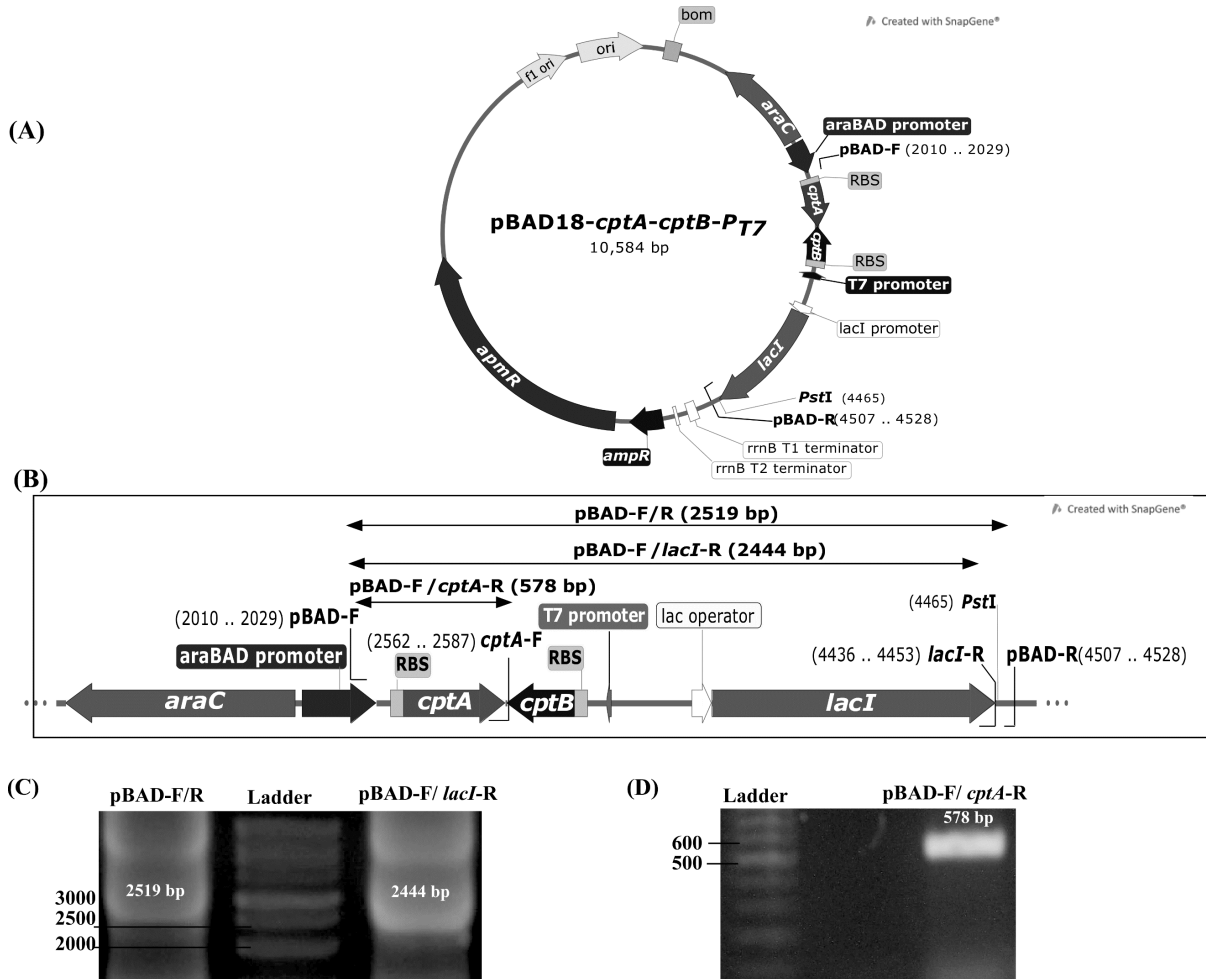 Created with SnapGene®
(A)
bom
ori
f1 ori
araC
araBAD promoter
pBAD-F (2010 .. 2029)
RBS
cptA
pBAD18-cptA-cptB-PT7
10,584 bp
cptB
RBS
T7 promoter
lacI promoter
lacI
apmR
PstI (4465)
pBAD-R (4507 .. 4528)
ampR
rrnB T1 terminator
rrnB T2 terminator
(B)
Created with SnapGene®
pBAD-F/R (2519 bp)
pBAD-F/lacI-R (2444 bp)
pBAD-F/cptA-R (578 bp)
(2010 .. 2029) pBAD-F
T7 promoter
lac operator
(4465) PstI
(2562 .. 2587) cptA-F
araBAD promoter
RBS
RBS
(4436 .. 4453) lacI-R
pBAD-R (4507 .. 4528)
araC
cptA
cptB
lacI
(C)
pBAD-F/R
Ladder
pBAD-F/ lacI-R
2519 bp
2444 bp
3000
2500
2000
(D)
Ladder
pBAD-F/ cptA-R
578 bp
600
500